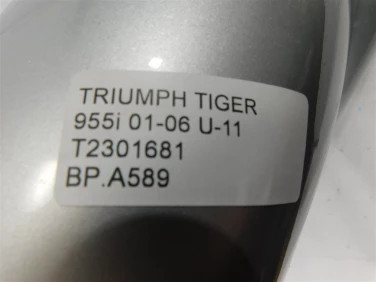 TRIUMPH TIGER
955i 01-06 U-11
T2301681
BP.A589